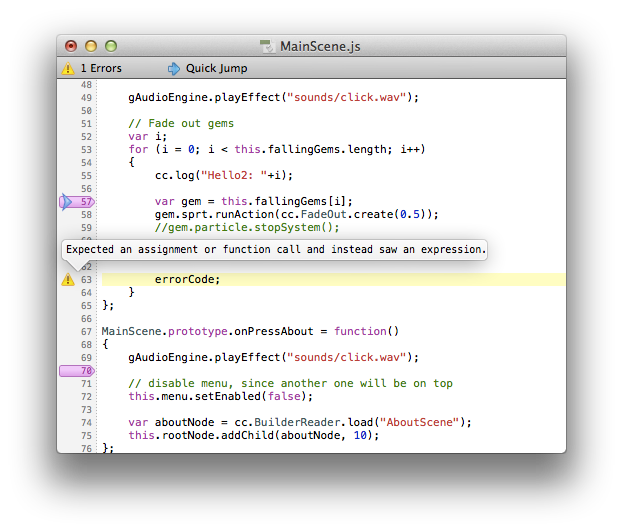 MainScene.js
1 Errors Quick Jump
48
49 gAudioEngine.playEffect("sounds/click.wav");
50
51 // Fade out gems
52 var i;
53 for (i = 0; i < this.fallingGems.length; i++)
54 {
55 cc.log("Hello2: "+i);
56
57 var gem = this.fallingGems[i];
58 gem.sprt.runAction(cc.FadeOut.create(0.5));
59 //gem.particle.stopSystem();
Expected an assignment or function call and instead saw an expression.
62
63 errorCode;
64 }
65 };
66
67 MainScene.prototype.onPressAbout = function()
68 {
69 gAudioEngine.playEffect("sounds/click.wav");
70
71 // disable menu, since another one will be on top
72 this.menu.setEnabled(false);
73
74 var aboutNode = cc.BuilderReader.load("AboutScene");
75 this.rootNode.addChild(aboutNode, 10);
76 };